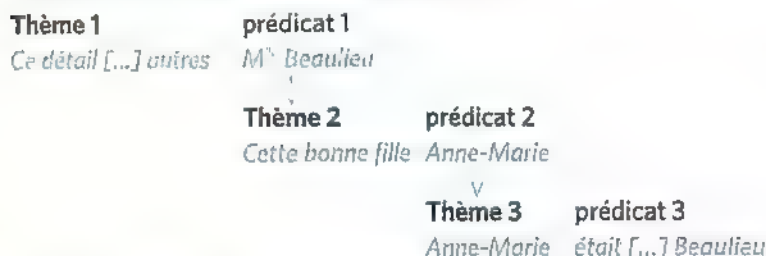 Thème 1 prédicat 1
Ce détail [...] autres M Beaulieu
Thème 2 prédicat 2
Cette bonne fille Anne-Marie
Thème 3 prédicat 3
Anne-Marie était [...] Beaulieu